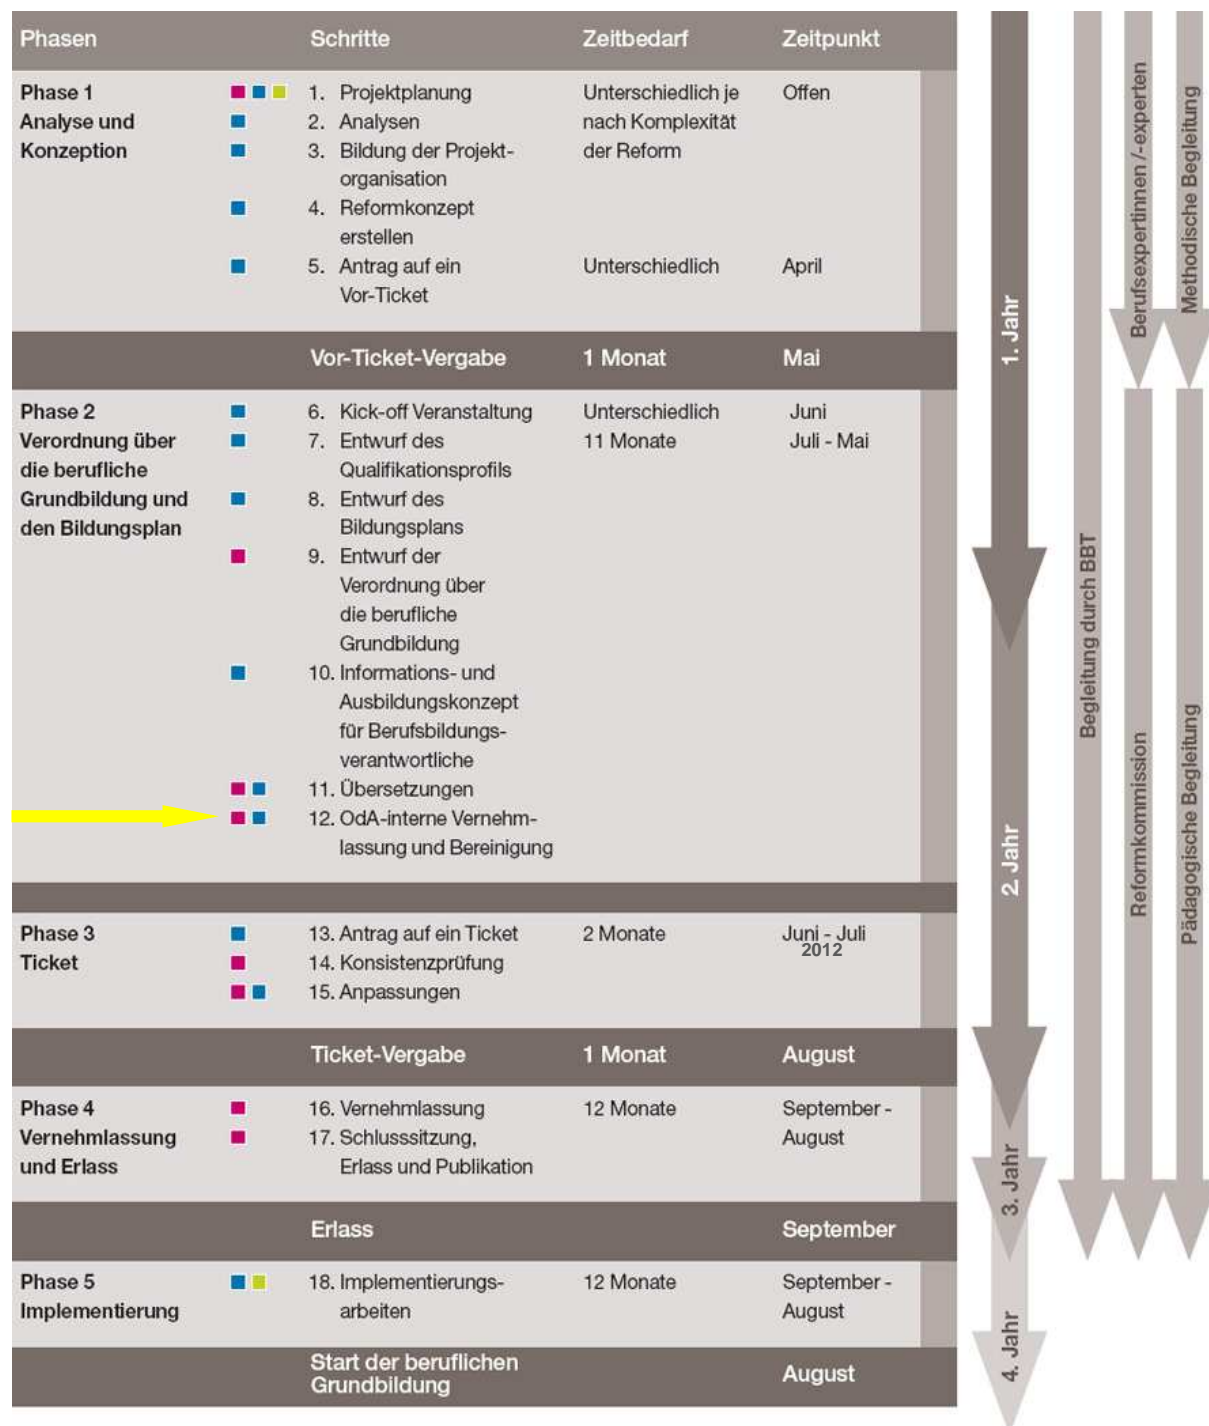 Phasen Schritte Zeitbedarf Zeitpunkt
Phase 1 1. Projektplanung Unterschiedlich je Offen
Analyse und 2. Analysen nach Komplexität
Konzeption 3. Bildung der Projekt- der Reform
organisation
4. Reformkonzept
erstellen
5. Antrag auf ein Unterschiedlich April
Vor-Ticket
Vor-Ticket-Vergabe 1 Monat Mai
Phase 2 6. Kick-off Veranstaltung Unterschiedlich Juni
Verordnung über 7. Entwurf des 11 Monate Juli - Mai
die berufliche Qualifikationsprofils
Grundbildung und 8. Entwurf des
den Bildungsplan Bildungsplans
9. Entwurf der
Verordnung über
die berufliche
Grundbildung
10. Informations- und
Ausbildungskonzept
für Berufsbildungs-
verantwortliche
11. Übersetzungen
12. OdA-interne Vernehm-
lassung und Bereinigung
Phase 3 13. Antrag auf ein Ticket 2 Monate Juni - Juli
2012
Ticket 14. Konsistenzprüfung
15. Anpassungen
Ticket-Vergabe 1 Monat August
Phase 4 16. Vernehmlassung 12 Monate September -
Vernehmlassung 17. Schlusssitzung, August
und Erlass Erlass und Publikation
Erlass September
Phase 5 18. Implementierungs- 12 Monate September -
Implementierung arbeiten August
Start der beruflichen
Grundbildung August
1. Jahr
2. Jahr
3. Jahr
4. Jahr
Begleitung durch BBT
Berufsexpertinnen /-experten
Reformkommission
Methodische Begleitung
Pädagogische Begleitung